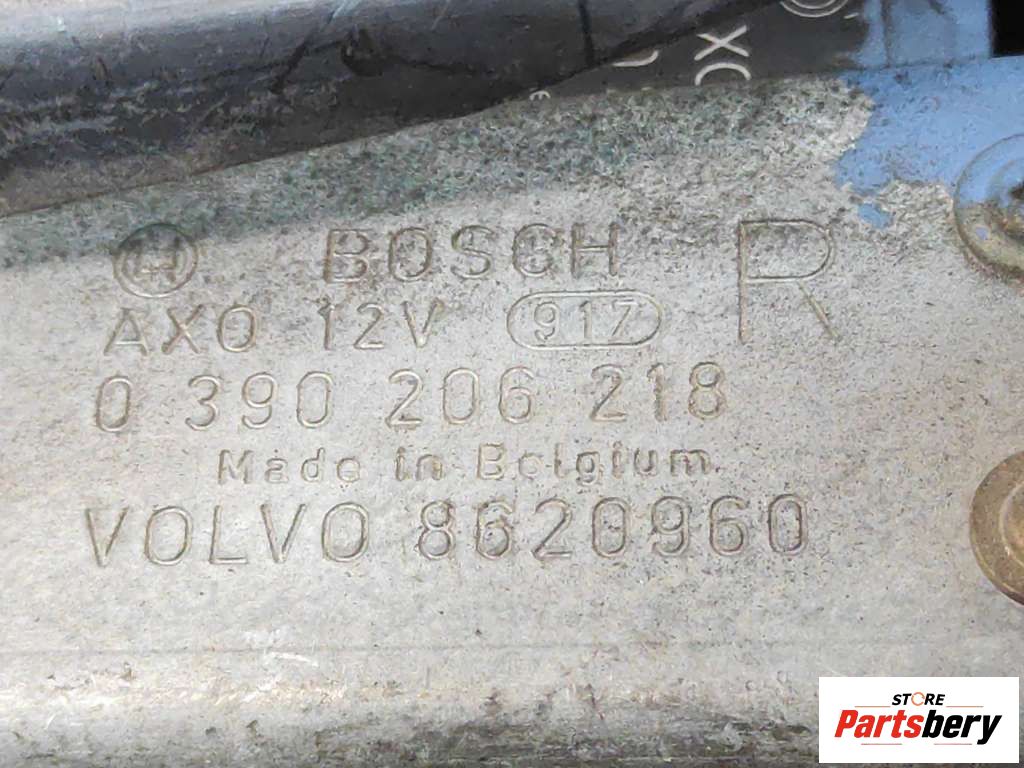 BOSCH R
AXO 12V 917
0 390 206 218
Made in Belgium
VOLVO 8620960
STORE
Partsbery